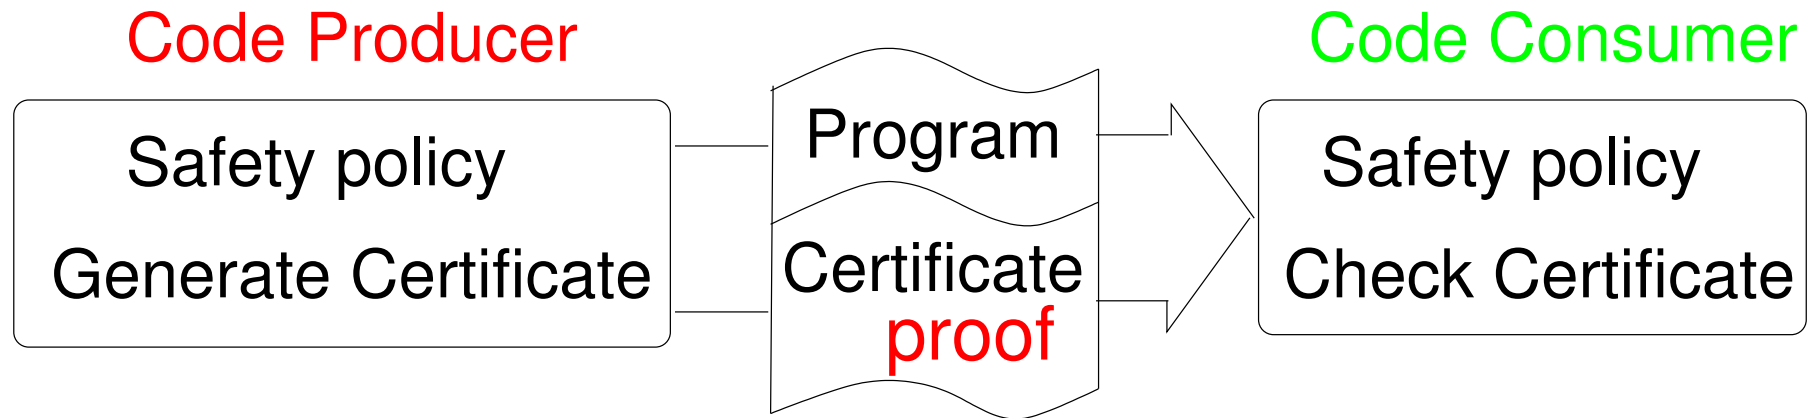 Code Producer
Safety policy
Generate Certificate
Program
Certificate
proof
Code Consumer
Safety policy
Check Certificate